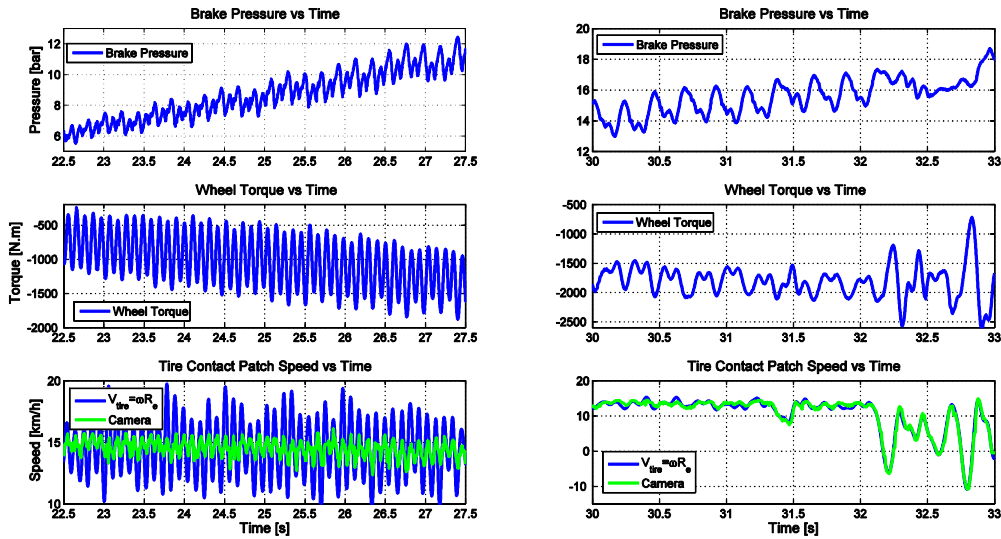 Brake Pressure vs Time
Pressure [bar]
12
10
8
6
Brake Pressure
22.5 23 23.5 24 24.5 25 25.5 26 26.5 27 27.5
Wheel Torque vs Time
Torque [N.m]
-500
-1000
-1500
-2000
Wheel Torque
22.5 23 23.5 24 24.5 25 25.5 26 26.5 27 27.5
Tire Contact Patch Speed vs Time
Speed [km/h]
20
15
10
V_tire=ωR_e
Camera
22.5 23 23.5 24 24.5 25 25.5 26 26.5 27 27.5
Time [s]
Brake Pressure vs Time
20
18
16
14
12
Brake Pressure
30 30.5 31 31.5 32 32.5 33
Wheel Torque vs Time
-500
-1000
-1500
-2000
-2500
Wheel Torque
30 30.5 31 31.5 32 32.5 33
Tire Contact Patch Speed vs Time
20
10
0
-10
V_tire=ωR_e
Camera
30 30.5 31 31.5 32 32.5 33
Time [s]